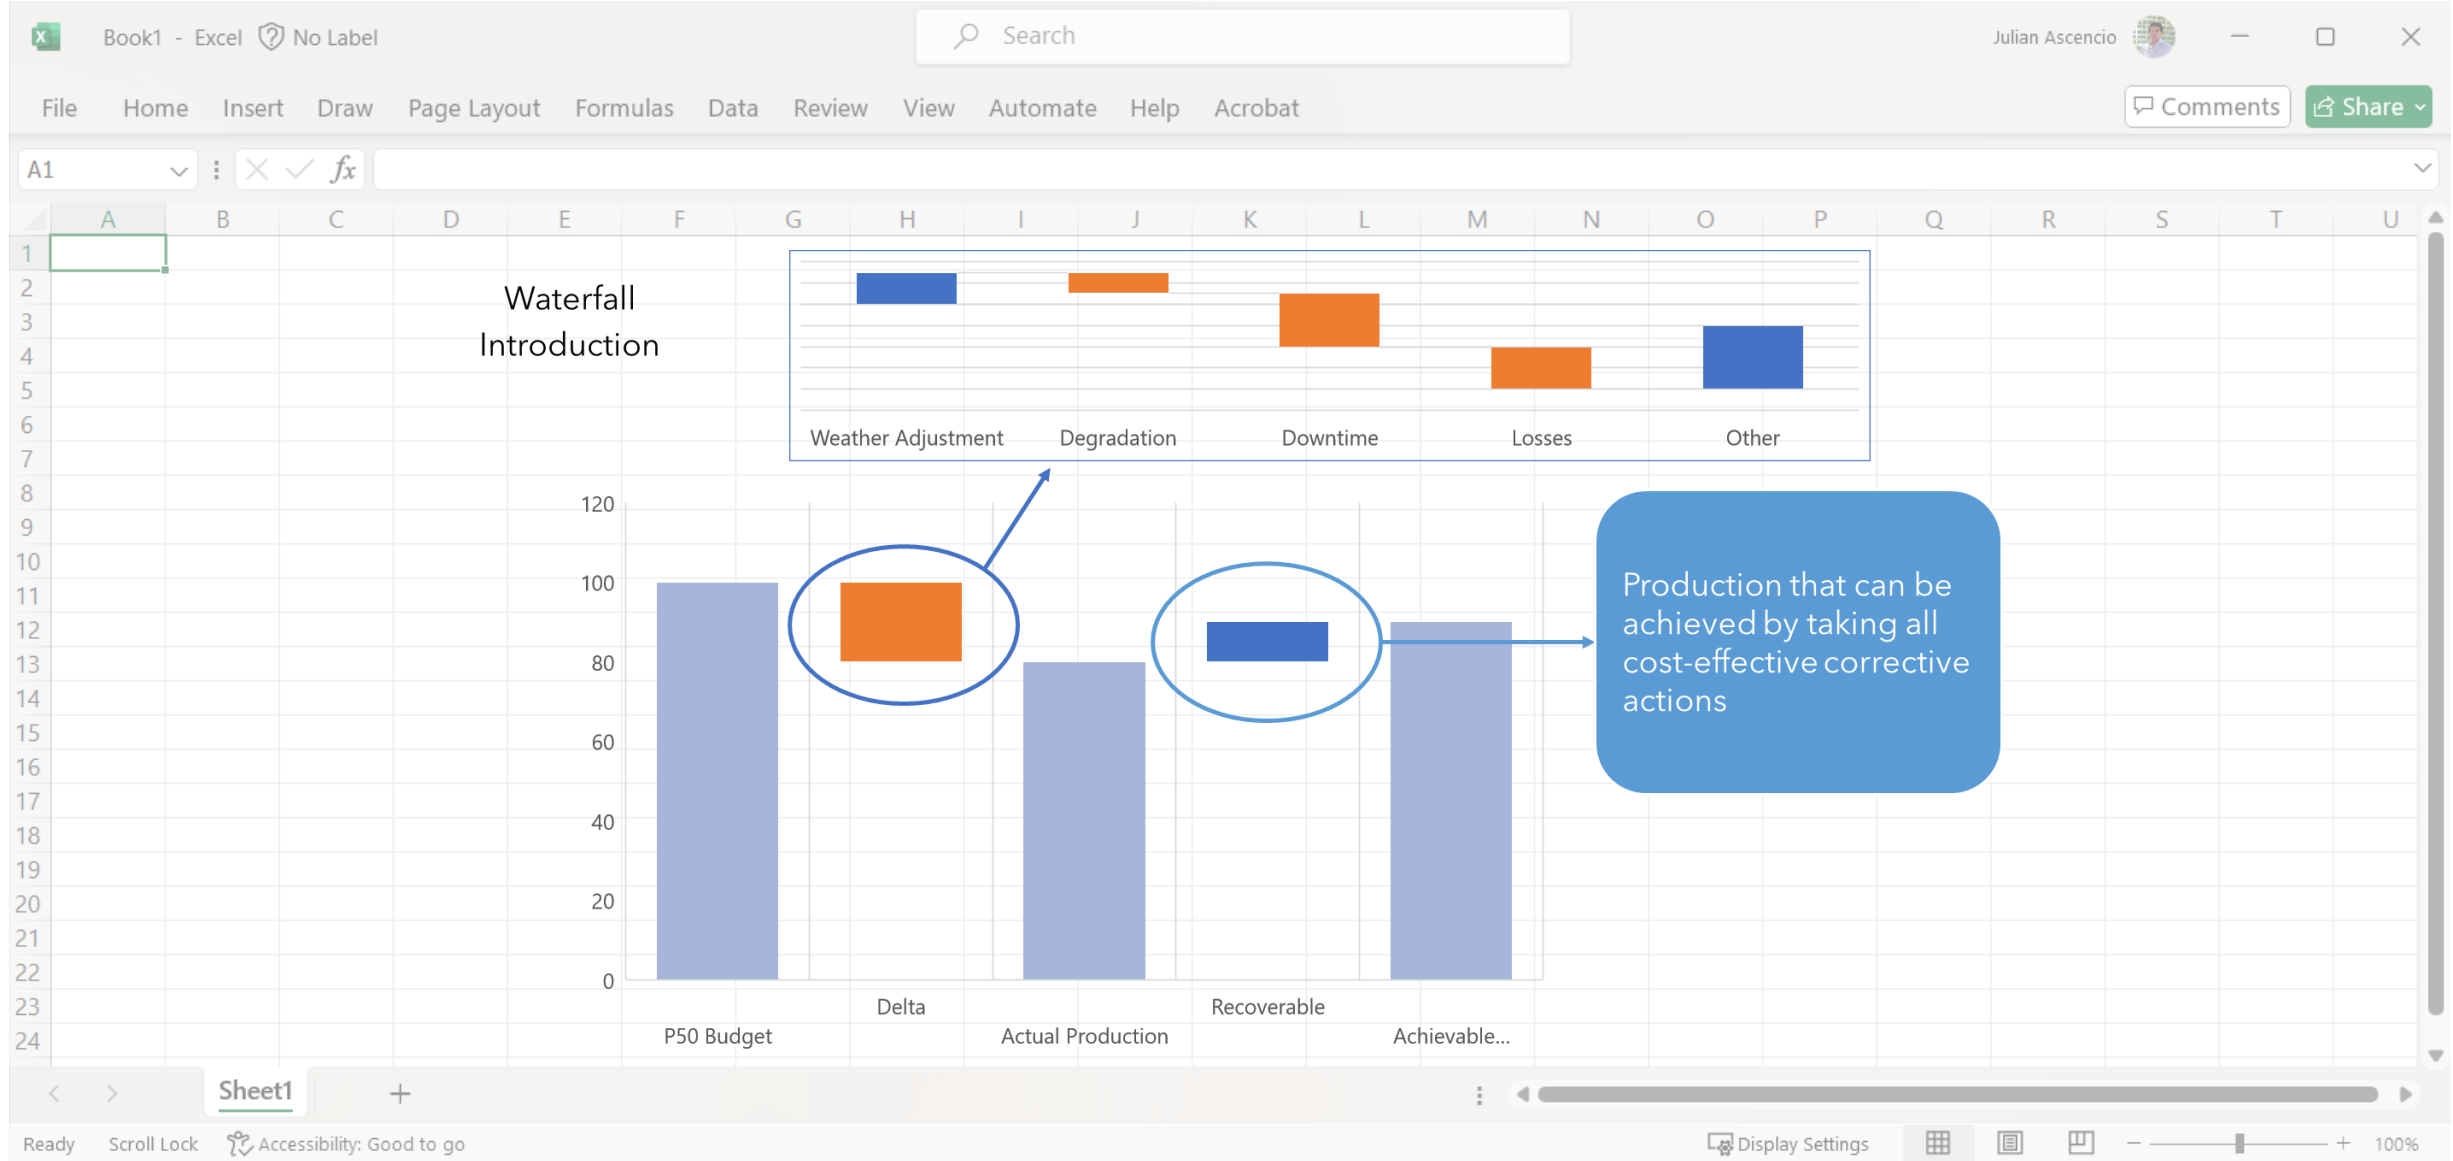 Book1 - Excel No Label
Search
Julian Ascencio
File Home Insert Draw Page Layout Formulas Data Review View Automate Help Acrobat
Comments
Share
A1
fx
A B C D E F G H I J K L M N O P Q R S T U
1
2
3
4
5
6
7
8
9
10
11
12
13
14
15
16
17
18
19
20
21
22
23
24
Waterfall
Introduction
Weather Adjustment Degradation Downtime Losses Other
120
100
80
60
40
20
0
Delta Recoverable
P50 Budget Actual Production Achievable...
Production that can be
achieved by taking all
cost-effective corrective
actions
Sheet1
Ready Scroll Lock Accessibility: Good to go
Display Settings
100%